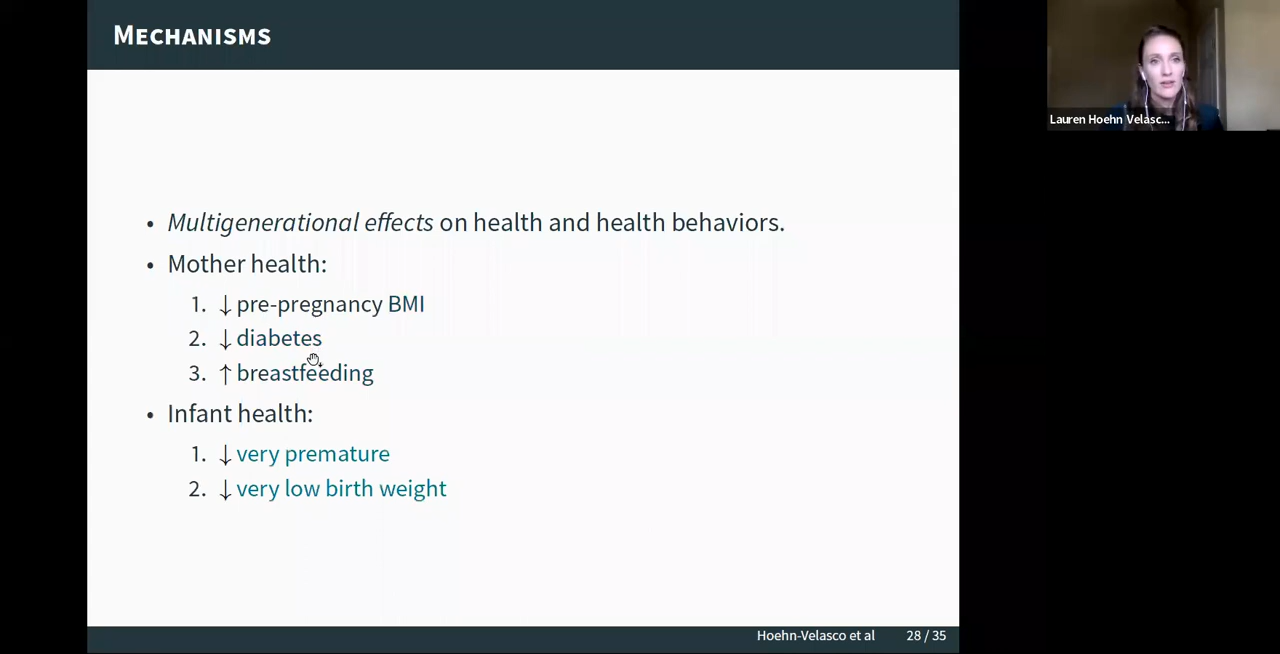 MECHANISMS
Lauren Hoehn Velasc...
• Multigenerational effects on health and health behaviors.
• Mother health:
1. ↓ pre-pregnancy BMI
2. ↓ diabetes
3. ↑ breastfeeding
• Infant health:
1. ↓ very premature
2. ↓ very low birth weight
Hoehn-Velasco et al 28 / 35